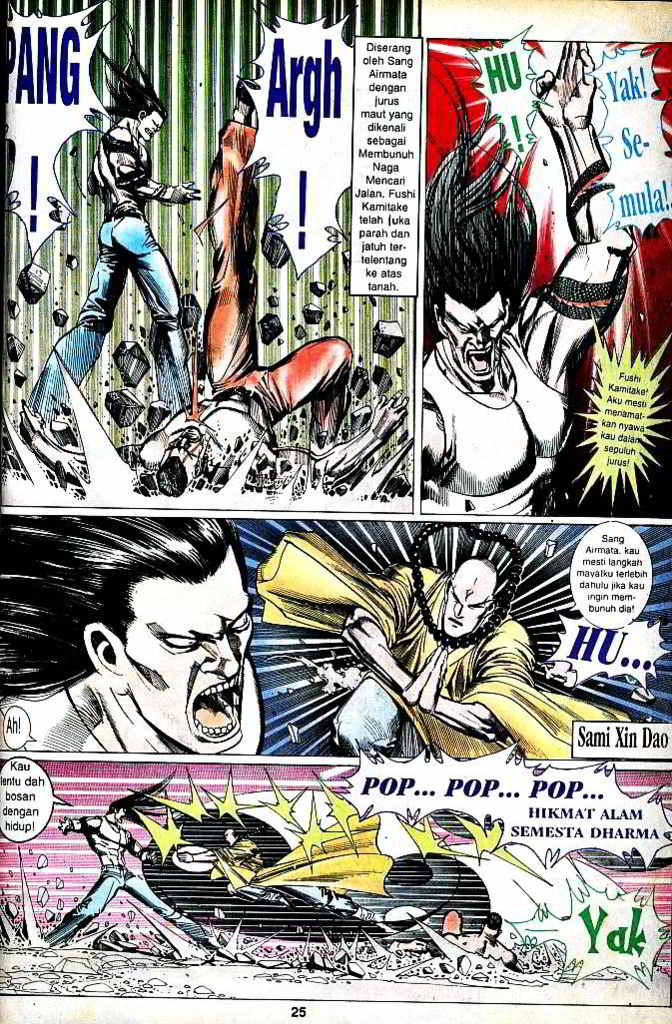 PANG
!
Argh
!
Diserang
oleh Sang
Airmata
dengan
jurus
maut yang
dikenali
sebagai
Membunuh
Naga
Mencari
Jalan, Fushi
Kamitake
telah luka
parah dan
jatuh ter-
telentang
ke atas
tanah.
HU
!
Yak!
Se-
mula..
Fushi
Kamitake!
Aku mesti
menamat-
kan nyawa
kau dalam
sepuluh
jurus!
Ah!
Sang
Airmata, kau
mesti langkah
mayatku terlebih
dahulu jika kau
ingin mem-
bunuh dia!
HU...
Sami Xin Dao
Kau
tentu dah
bosan
dengan
hidup!
POP... POP... POP...
HIKMAT ALAM
SEMESTA DHARMA
Yak
25